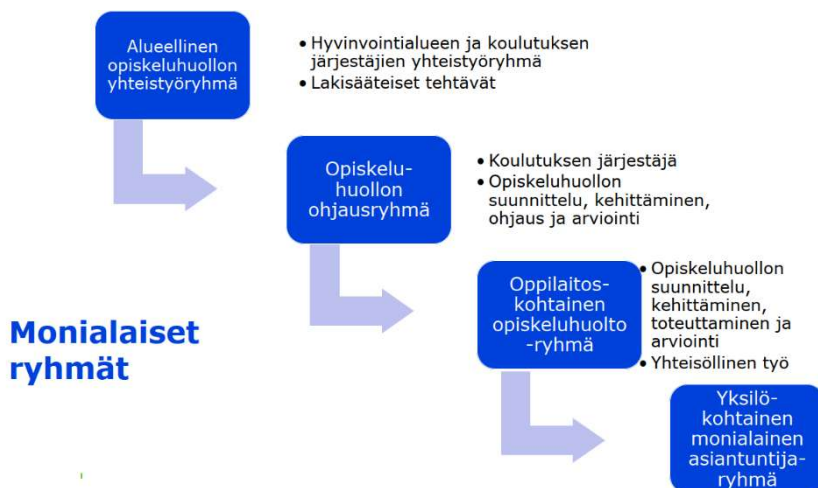 Alueellinen
opiskeluhuollon
yhteistyöryhmä
• Hyvinvointialueen ja koulutuksen
järjestäjien yhteistyöryhmä
• Lakisääteiset tehtävät
Opiskelu-
huollon
ohjausryhmä
• Koulutuksen järjestäjä
• Opiskeluhuollon
suunnittelu, kehittäminen,
ohjaus ja arviointi
Oppilaitos-
kohtainen
opiskeluhuolto
-ryhmä
• Opiskeluhuollon
suunnittelu,
kehittäminen,
toteuttaminen ja
arviointi
• Yhteisöllinen työ
Monialaiset
ryhmät
Yksilö-
kohtainen
monialainen
asiantuntija-
ryhmä